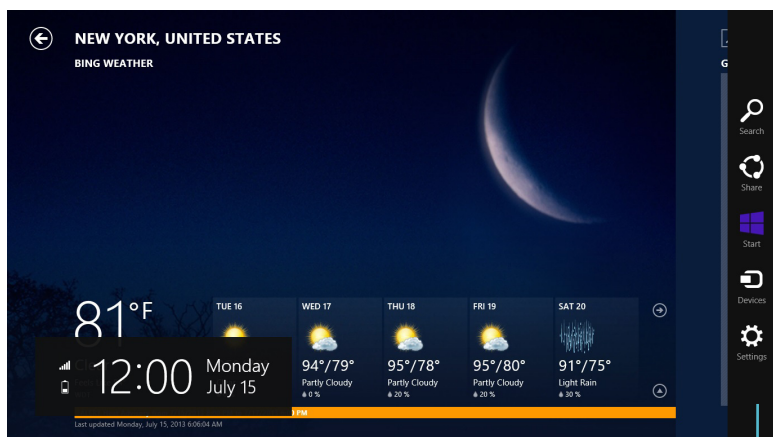 NEW YORK, UNITED STATES
BING WEATHER
G
Search
Share
Start
Devices
Settings
81°F
TUE 16
WED 17
94°/79°
Partly Cloudy
0 %
THU 18
95°/78°
Partly Cloudy
20 %
FRI 19
95°/80°
Partly Cloudy
20 %
SAT 20
91°/75°
Light Rain
30 %
12:00
Monday
July 15
PM
Last updated Monday, July 15, 2013 6:06:04 AM